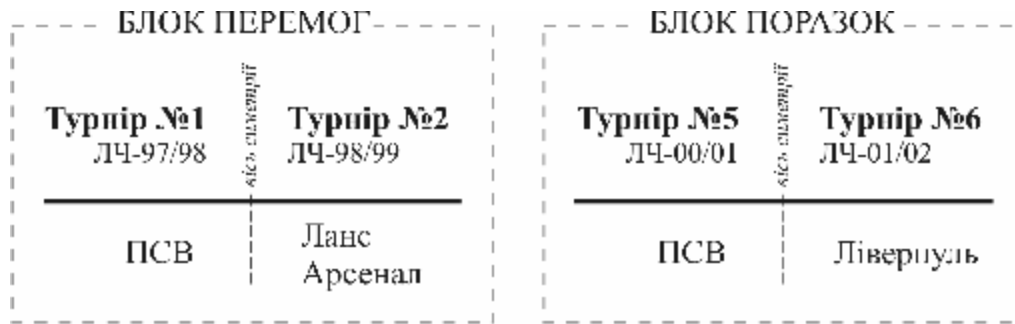 БЛОК ПЕРЕМОГ
Турнір №1
ЛЧ-97/98
вісь симетрії
Турнір №2
ЛЧ-98/99
ПСВ
Ланс
Арсенал
БЛОК ПОРАЗОК
Турнір №5
ЛЧ-00/01
вісь симетрії
Турнір №6
ЛЧ-01/02
ПСВ
Ліверпуль